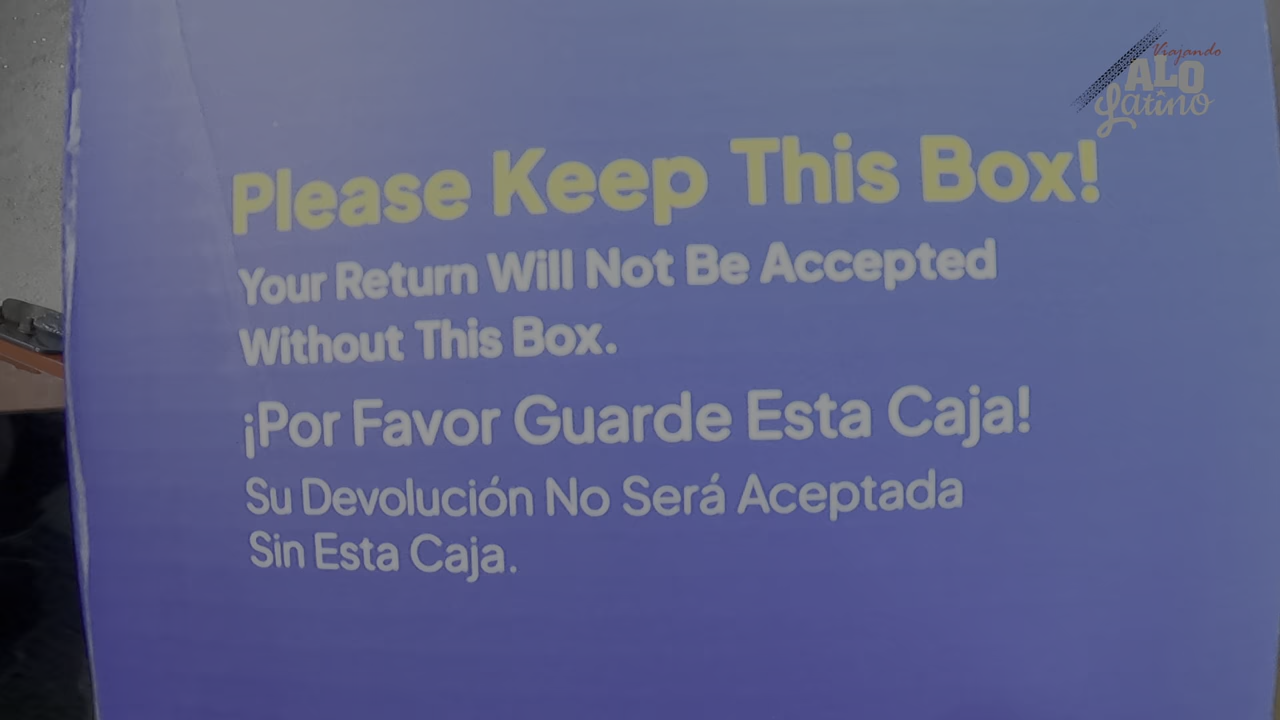 Viajando
ALO
Latino
Please Keep This Box!
Your Return Will Not Be Accepted
Without This Box.
¡Por Favor Guarde Esta Caja!
Su Devolución No Será Aceptada
Sin Esta Caja.